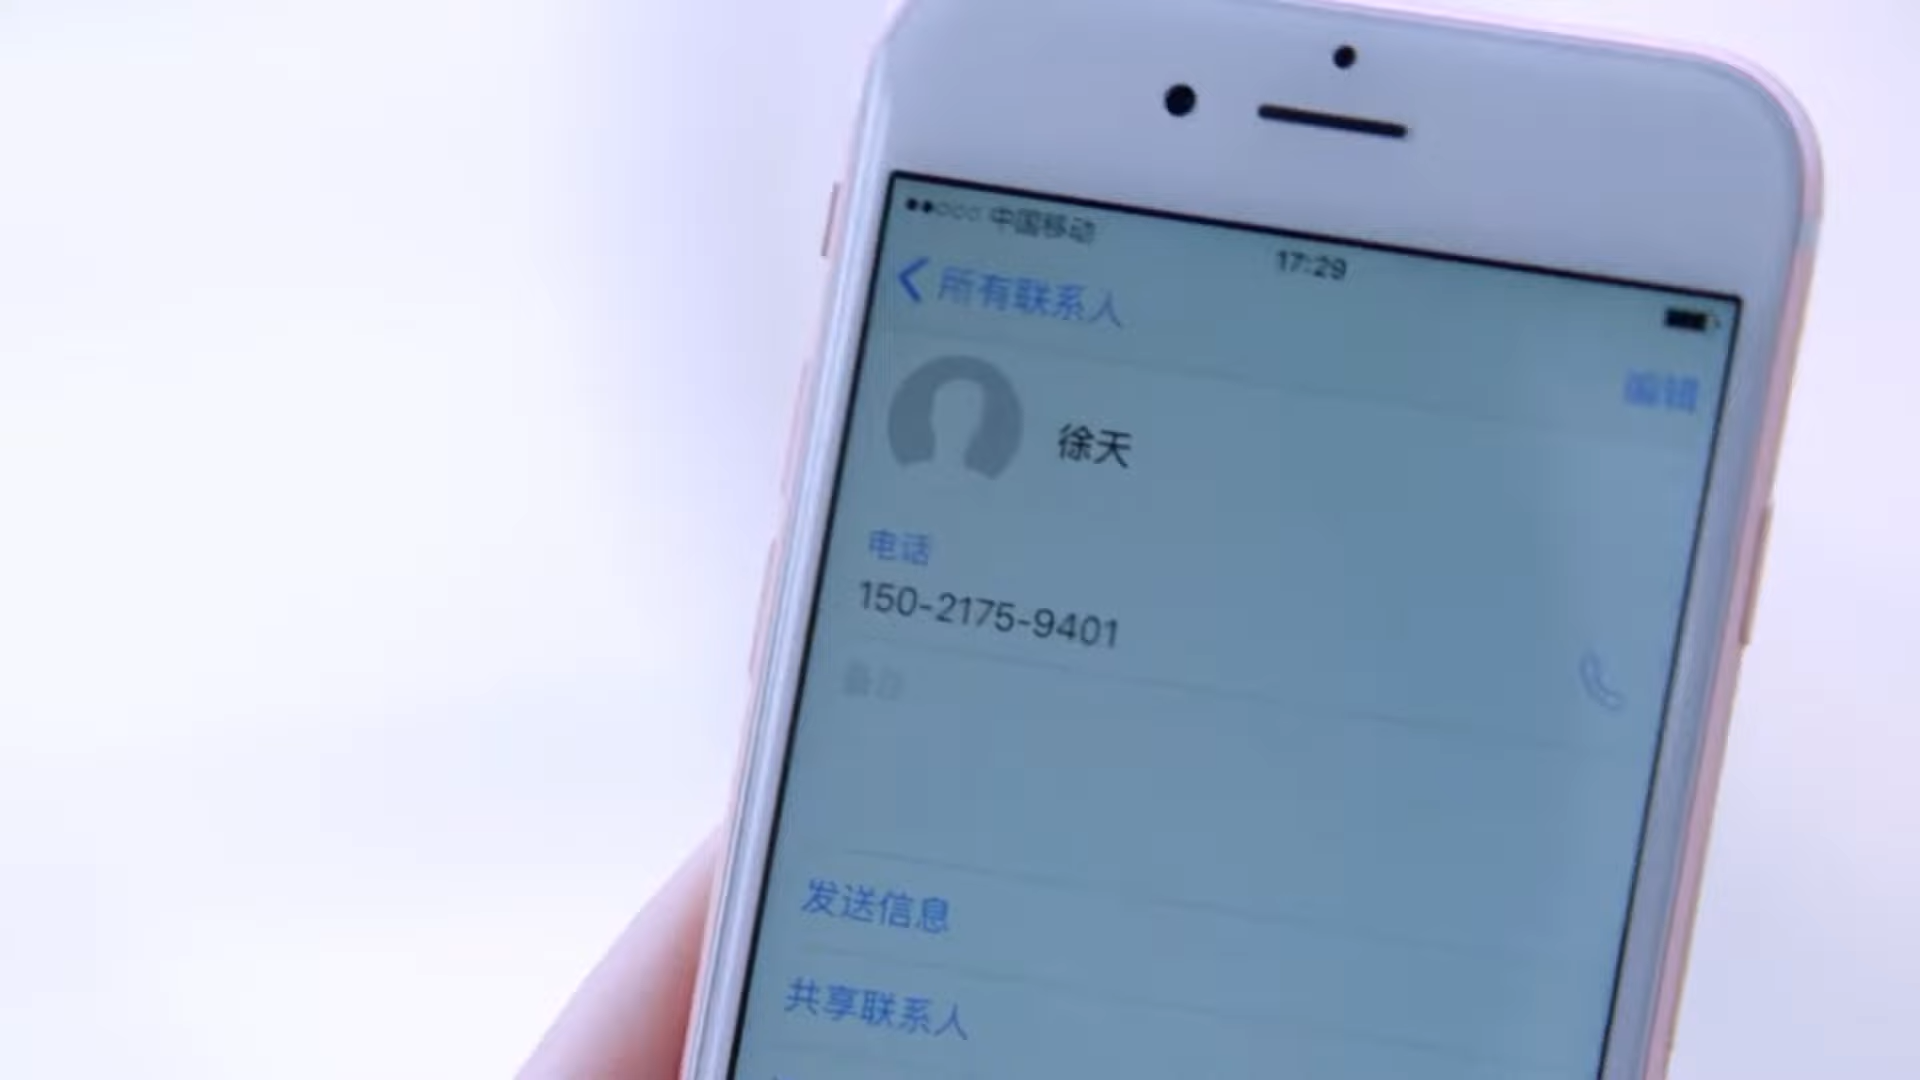 中国移动
17:29
所有联系人
编辑
徐天
电话
150-2175-9401
发送信息
共享联系人